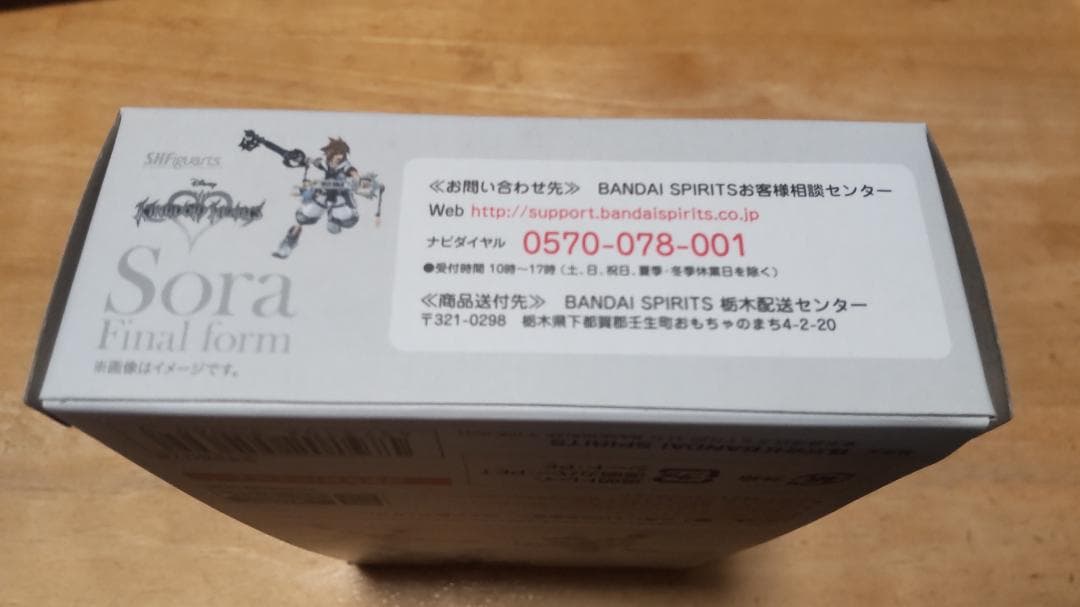 S.H.Figuarts
Disney
KINGDOM HEARTS
Sora
Final form
※画像はイメージです。
≪お問い合わせ先≫ BANDAI SPIRITSお客様相談センター
Web http://support.bandaispirits.co.jp
ナビダイヤル 0570-078-001
●受付時間 10時～17時 (土、日、祝日、夏季・冬季休業日を除く)
≪商品送付先≫ BANDAI SPIRITS 栃木配送センター
〒321-0298 栃木県下都賀郡壬生町おもちゃのまち4-2-20
BANDAI SPIRITS